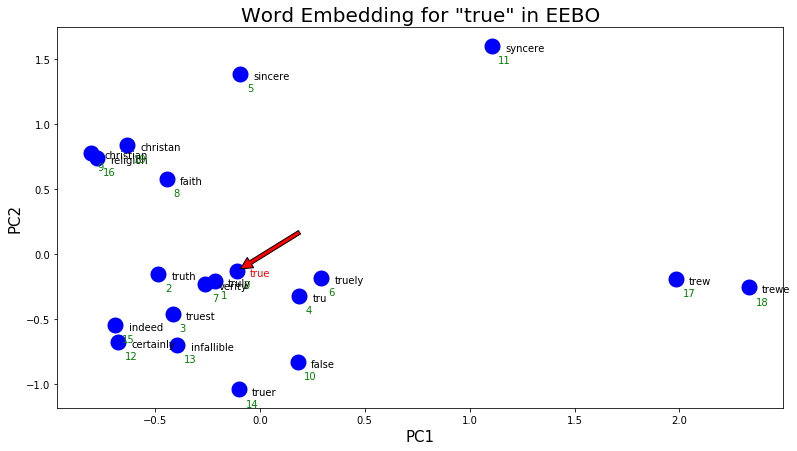 Word Embedding for "true" in EEBO
PC2
1.5
1.0
0.5
0.0
−0.5
−1.0
syncere
11
sincere
5
christan
christian
religion
9
16
faith
8
true
truth
2
truly
verity
1
7
truely
6
tru
4
trew
17
trewe
18
truest
3
indeed
15
certainly
12
infallible
13
false
10
truer
14
−0.5
0.0
0.5
1.0
1.5
2.0
PC1